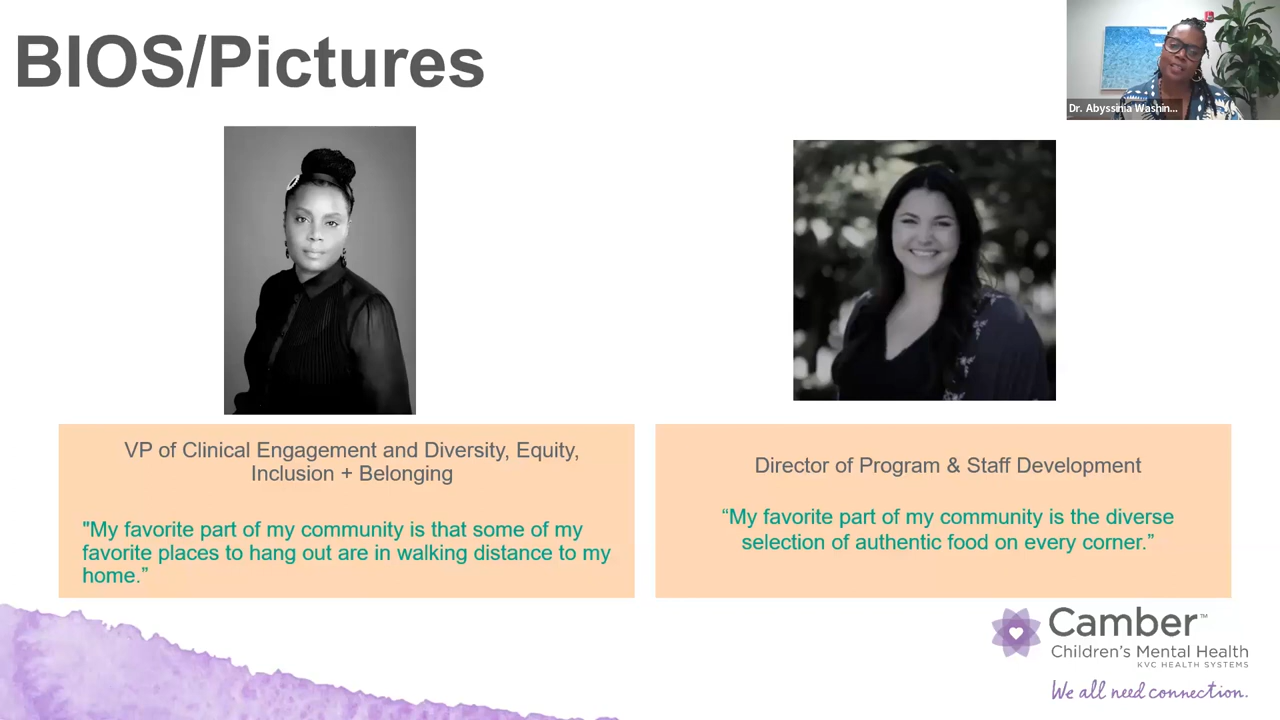 BIOS/Pictures
Dr. Abyssinia Washin...
VP of Clinical Engagement and Diversity, Equity,
Inclusion + Belonging
"My favorite part of my community is that some of my
favorite places to hang out are in walking distance to my
home.”
Director of Program & Staff Development
“My favorite part of my community is the diverse
selection of authentic food on every corner.”
Camber™
Children's Mental Health
KVC HEALTH SYSTEMS
We all need connection.